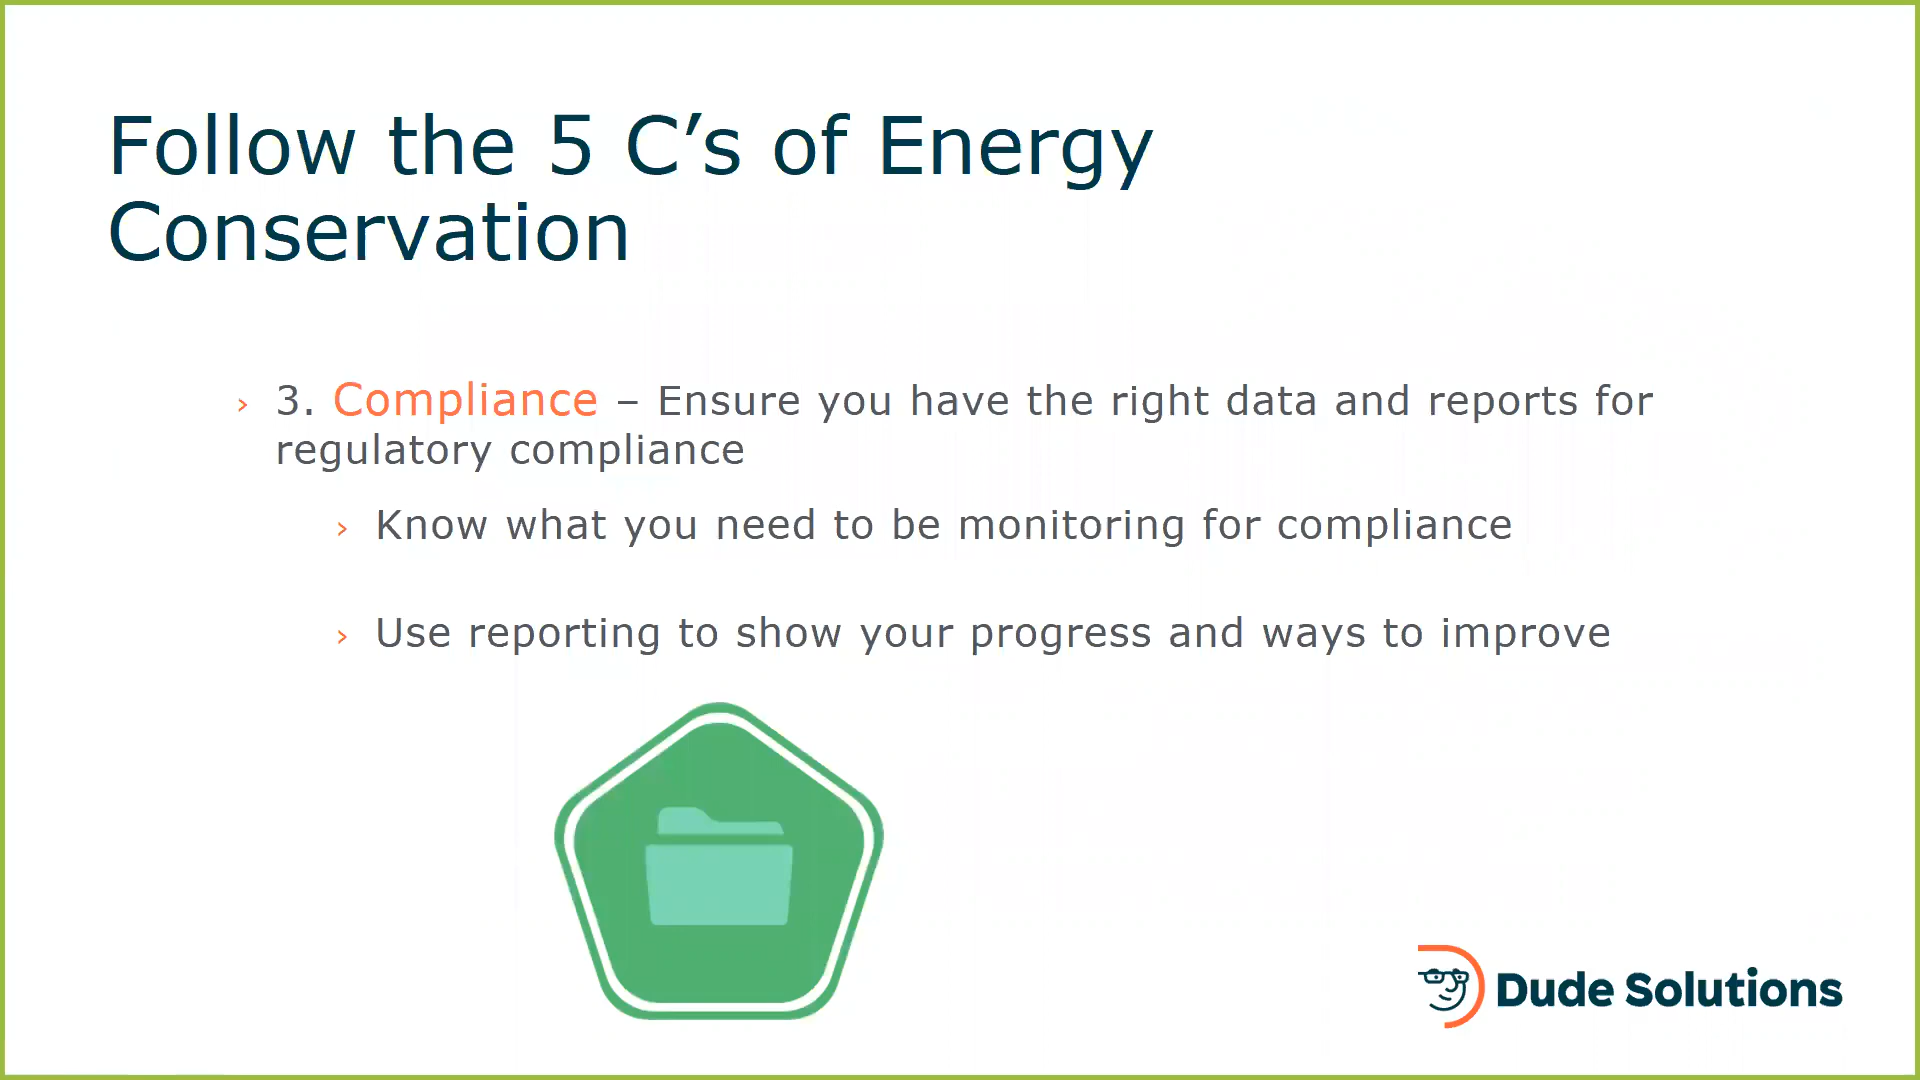 Follow the 5 C’s of Energy
Conservation
› 3. Compliance – Ensure you have the right data and reports for
regulatory compliance
› Know what you need to be monitoring for compliance
› Use reporting to show your progress and ways to improve
Dude Solutions